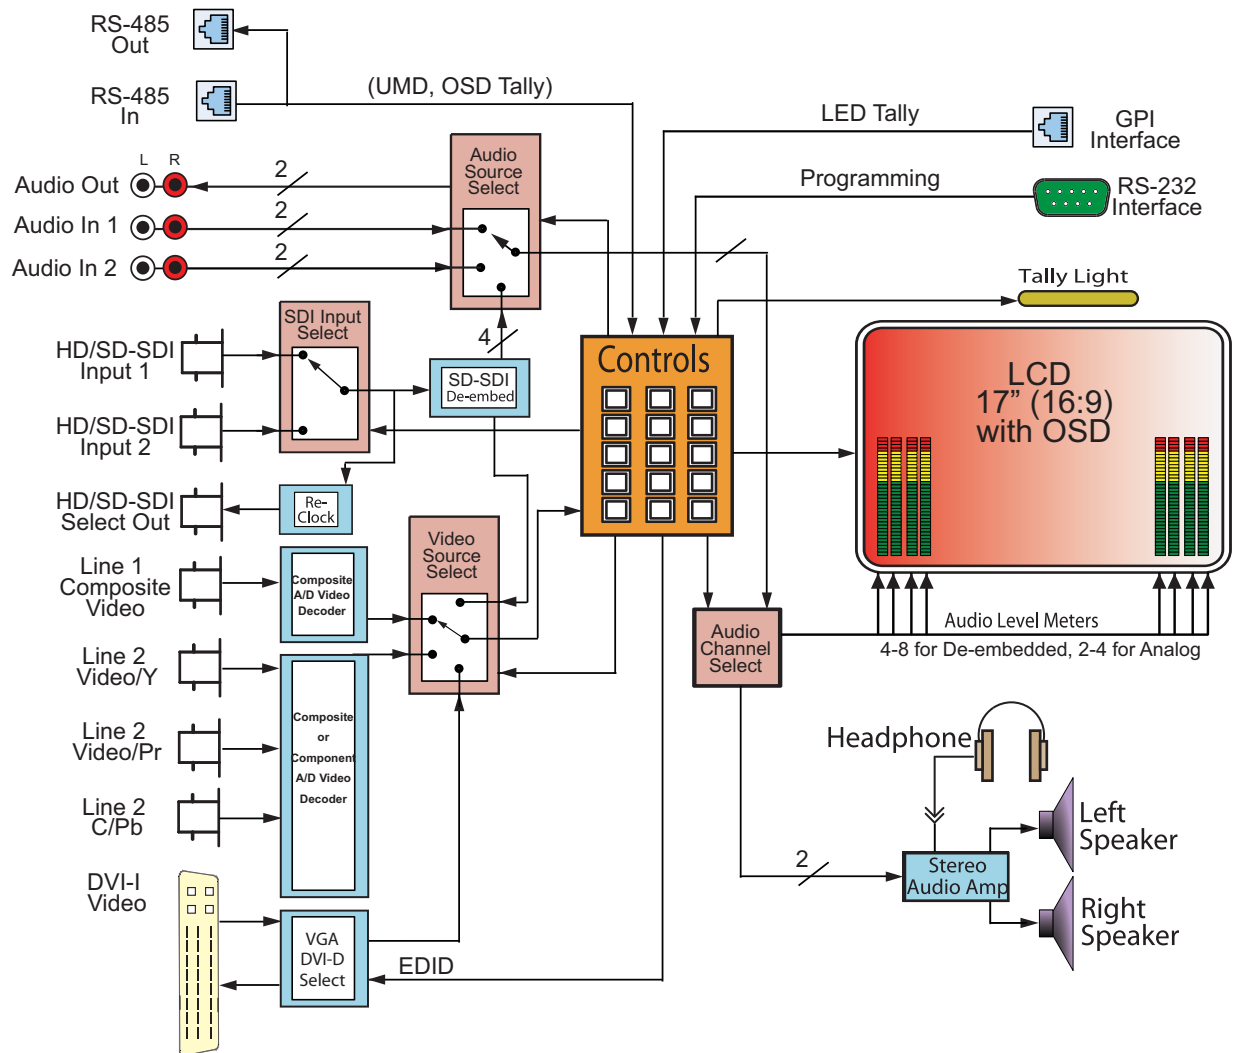 RS-485
Out
RS-485
In
(UMD, OSD Tally)
LED Tally
GPI
Interface
Programming
RS-232
Interface
L R
Audio Out
2
Audio In 1
2
Audio In 2
2
Audio
Source
Select
4
Tally Light
SDI Input
Select
HD/SD-SDI
Input 1
HD/SD-SDI
Input 2
SD-SDI
De-embed
Controls
LCD
17” (16:9)
with OSD
HD/SD-SDI
Select Out
Re-
Clock
Line 1
Composite
Video
Composite
A/D Video
Decoder
Video
Source
Select
Line 2
Video/Y
Line 2
Video/Pr
Line 2
C/Pb
Composite
or
Component
A/D Video
Decoder
Audio
Channel
Select
Audio Level Meters
4-8 for De-embedded, 2-4 for Analog
Headphone
Left
Speaker
2
Stereo
Audio Amp
Right
Speaker
DVI-I
Video
VGA
DVI-D
Select
EDID